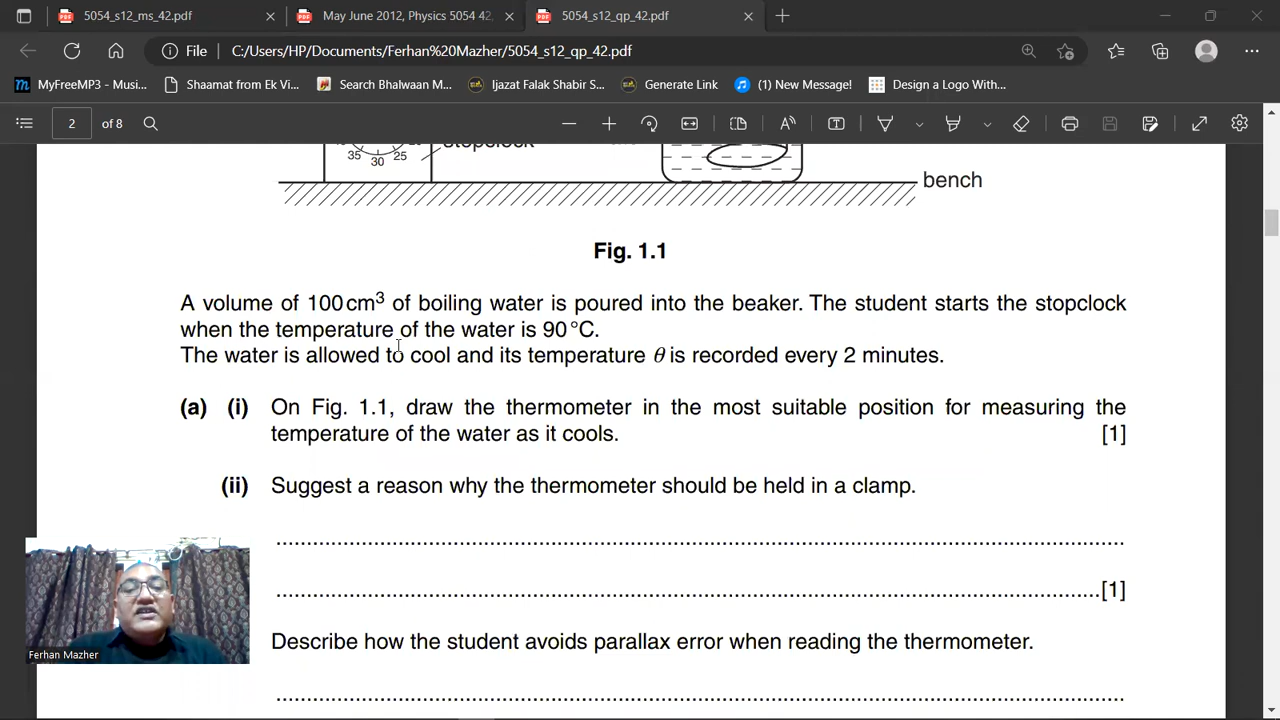 5054_s12_ms_42.pdf
May June 2012, Physics 5054 42,
5054_s12_qp_42.pdf
File C:/Users/HP/Documents/Ferhan%20Mazher/5054_s12_qp_42.pdf
MyFreeMP3 - Musi...
Shaamat from Ek Vi...
Search Bhalwaan M...
Ijazat Falak Shabir S...
Generate Link
(1) New Message!
Design a Logo With...
2 of 8
stopclock
35 30 25
bench
Fig. 1.1
A volume of 100 cm³ of boiling water is poured into the beaker. The student starts the stopclock
when the temperature of the water is 90 °C.
The water is allowed to cool and its temperature θ is recorded every 2 minutes.
(a) (i) On Fig. 1.1, draw the thermometer in the most suitable position for measuring the
temperature of the water as it cools. [1]
(ii) Suggest a reason why the thermometer should be held in a clamp.
[1]
Describe how the student avoids parallax error when reading the thermometer.
Ferhan Mazher